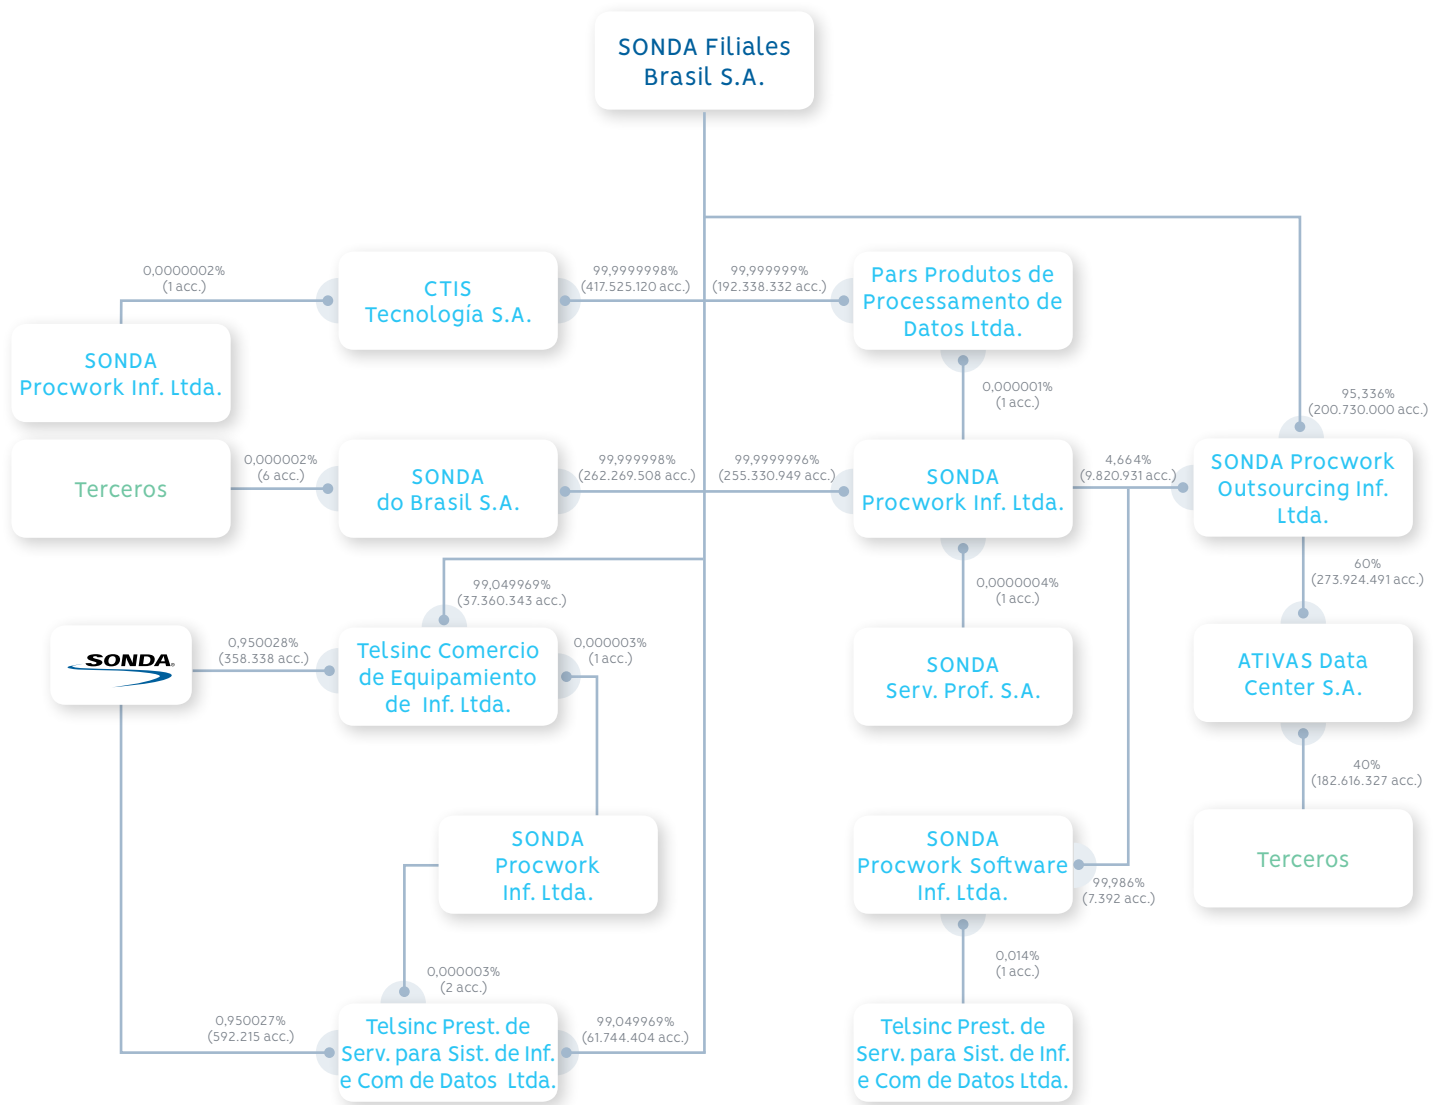 SONDA Filiales
Brasil S.A.
0,0000002%
(1 acc.)
CTIS
Tecnología S.A.
99,9999998%
(417.525.120 acc.)
99,999999%
(192.338.332 acc.)
Pars Produtos de
Processamento de
Datos Ltda.
SONDA
Procwork Inf. Ltda.
0,000001%
(1 acc.)
95,336%
(200.730.000 acc.)
Terceros
0,000002%
(6 acc.)
SONDA
do Brasil S.A.
99,999998%
(262.269.508 acc.)
99,9999996%
(255.330.949 acc.)
SONDA
Procwork Inf. Ltda.
4,664%
(9.820.931 acc.)
SONDA Procwork
Outsourcing Inf.
Ltda.
99,049969%
(37.360.343 acc.)
0,0000004%
(1 acc.)
60%
(273.924.491 acc.)
SONDA®
0,950028%
(358.338 acc.)
Telsinc Comercio
de Equipamiento
de Inf. Ltda.
0,000003%
(1 acc.)
SONDA
Serv. Prof. S.A.
ATIVAS Data
Center S.A.
40%
(182.616.327 acc.)
SONDA
Procwork
Inf. Ltda.
SONDA
Procwork Software
Inf. Ltda.
99,986%
(7.392 acc.)
Terceros
0,000003%
(2 acc.)
0,014%
(1 acc.)
0,950027%
(592.215 acc.)
Telsinc Prest. de
Serv. para Sist. de Inf.
e Com de Datos Ltda.
99,049969%
(61.744.404 acc.)
Telsinc Prest. de
Serv. para Sist. de Inf.
e Com de Datos Ltda.